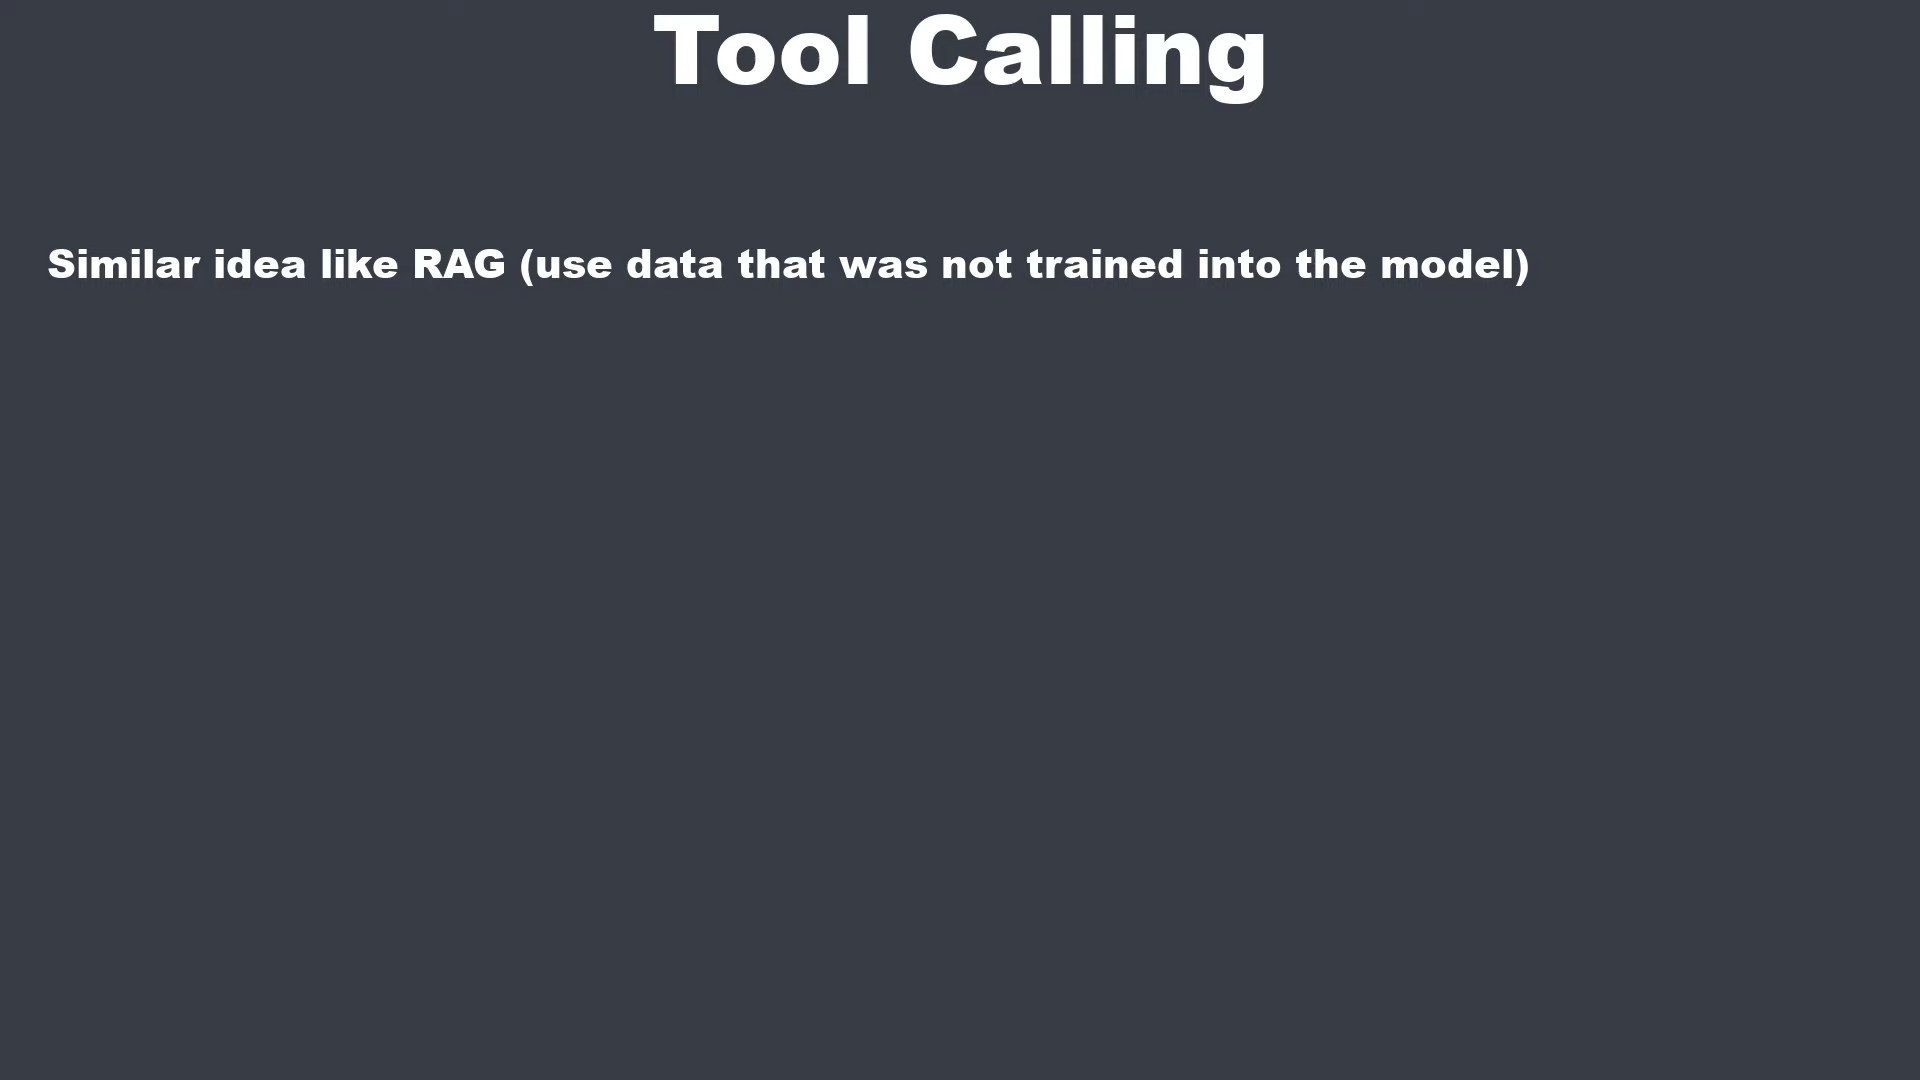 Tool Calling
Similar idea like RAG (use data that was not trained into the model)